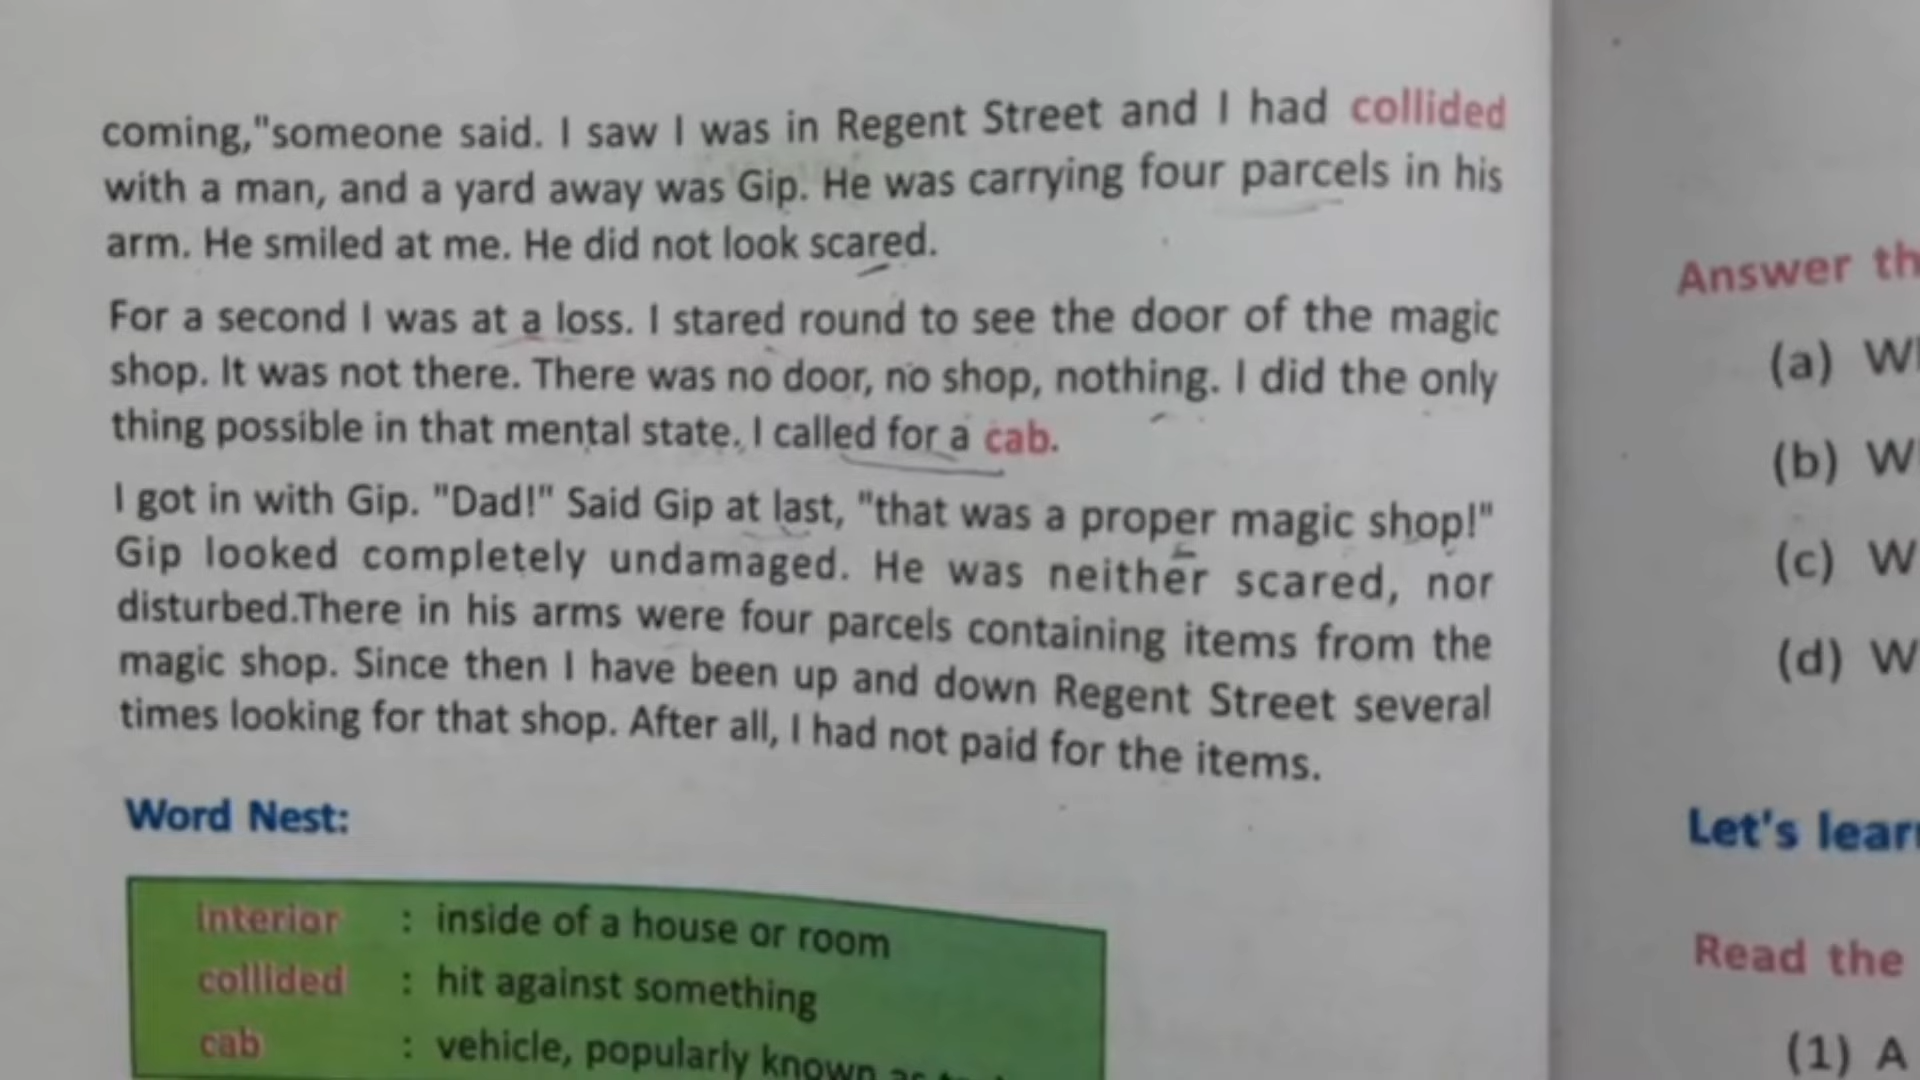 coming,"someone said. I saw I was in Regent Street and I had collided
with a man, and a yard away was Gip. He was carrying four parcels in his
arm. He smiled at me. He did not look scared.
For a second I was at a loss. I stared round to see the door of the magic
shop. It was not there. There was no door, no shop, nothing. I did the only
thing possible in that mental state. I called for a cab.
I got in with Gip. "Dad!" Said Gip at last, "that was a proper magic shop!"
Gip looked completely undamaged. He was neither scared, nor
disturbed.There in his arms were four parcels containing items from the
magic shop. Since then I have been up and down Regent Street several
times looking for that shop. After all, I had not paid for the items.
Word Nest:
interior : inside of a house or room
collided : hit against something
cab : vehicle, popularly known as
Answer
(a)
(b)
(c)
(d)
Let's
Read the
(1) A